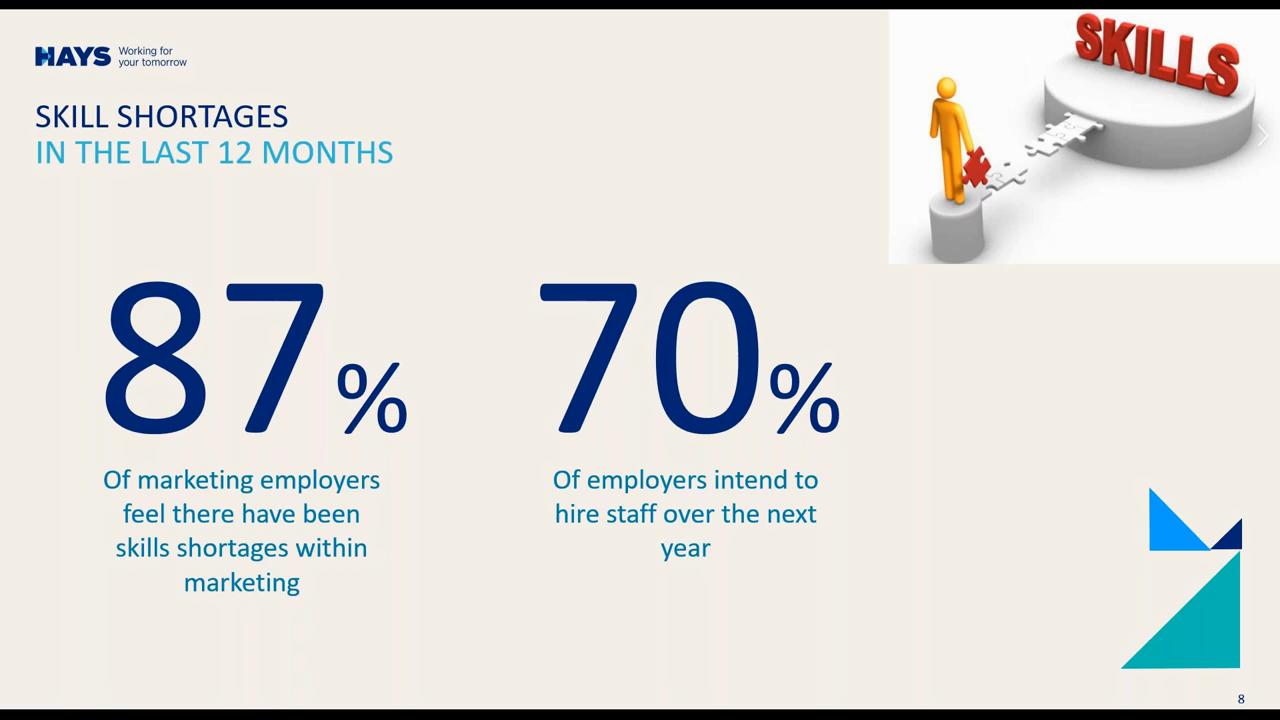 HAYS Working for
your tomorrow
SKILLS
SKILL SHORTAGES
IN THE LAST 12 MONTHS
87%
Of marketing employers
feel there have been
skills shortages within
marketing
70%
Of employers intend to
hire staff over the next
year
8